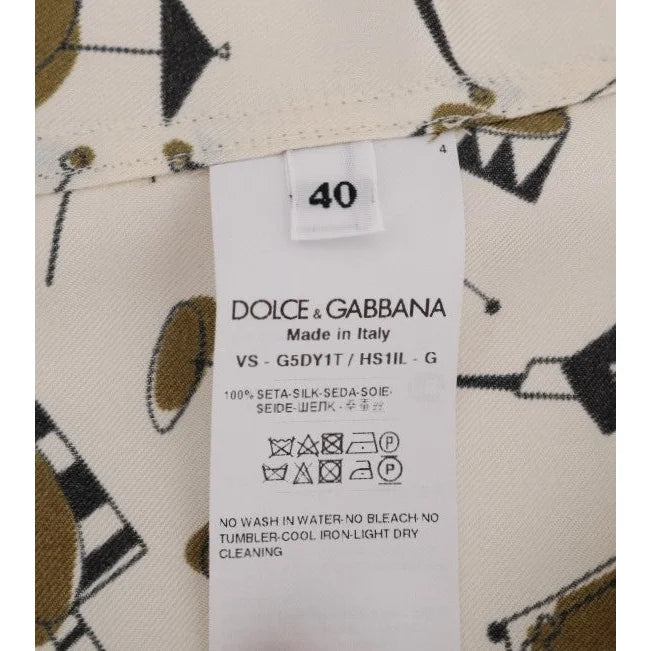 4
40
DOLCE & GABBANA
Made in Italy
VS - G5DY1T / HS1IL - G
100% SETA-SILK-SEDA-SOIE-
SEIDE-ШЕЛК-
P
P
NO WASH IN WATER-NO BLEACH-NO
TUMBLER-COOL IRON-LIGHT DRY
CLEANING